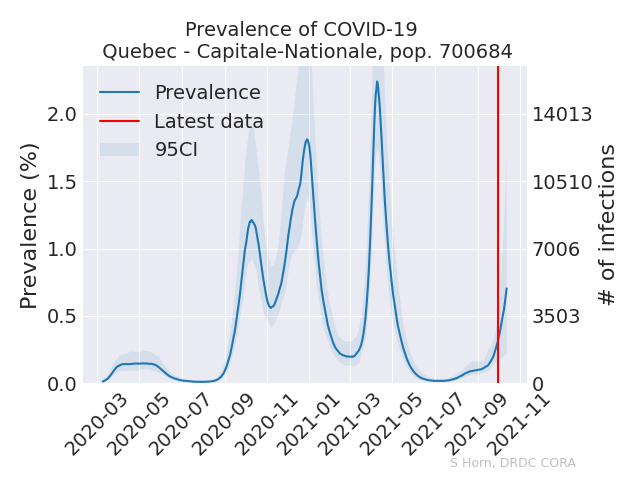 Prevalence of COVID-19
Quebec - Capitale-Nationale, pop. 700684
Prevalence
Latest data
95CI
Prevalence (%)
2.0
1.5
1.0
0.5
0.0
14013
10510
7006
3503
0
# of infections
2020-03
2020-05
2020-07
2020-09
2020-11
2021-01
2021-03
2021-05
2021-07
2021-09
2021-11
S Horn, DRDC CORA